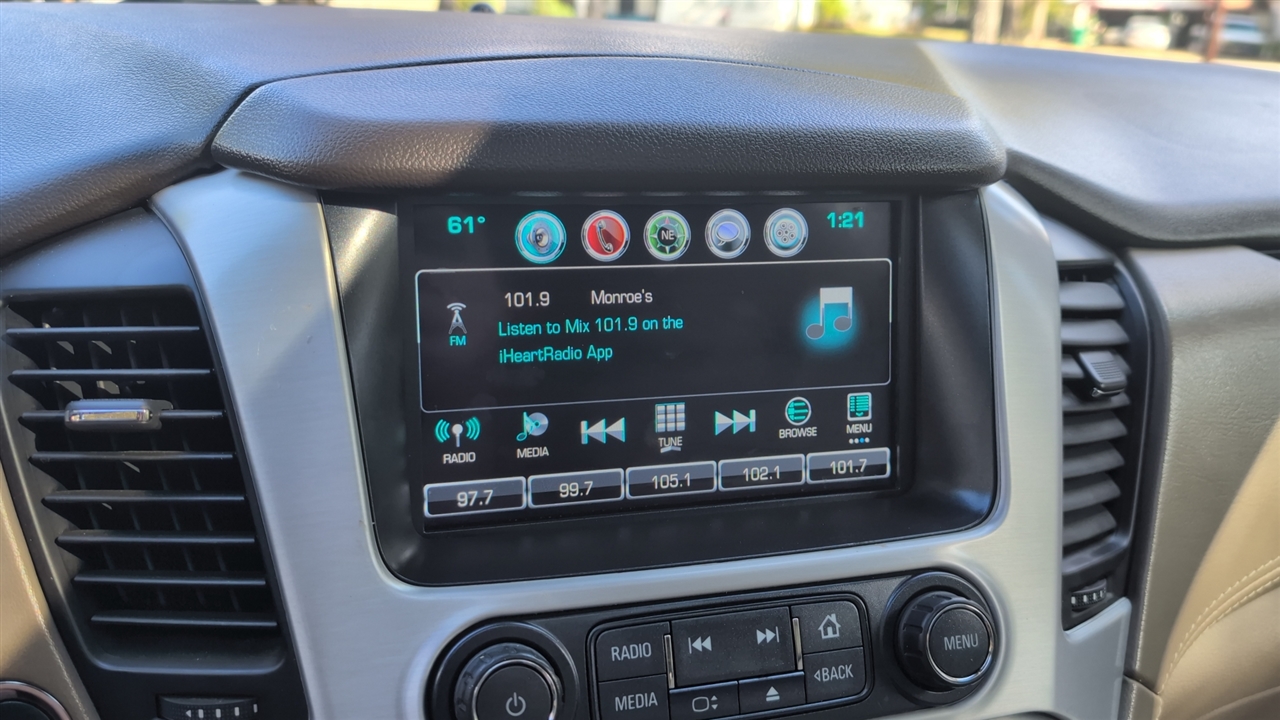 61°
NE
1:21
101.9 Monroe's
Listen to Mix 101.9 on the
iHeartRadio App
FM
RADIO
MEDIA
TUNE
BROWSE
MENU
97.7
99.7
105.1
102.1
101.7
RADIO
MEDIA
BACK
MENU